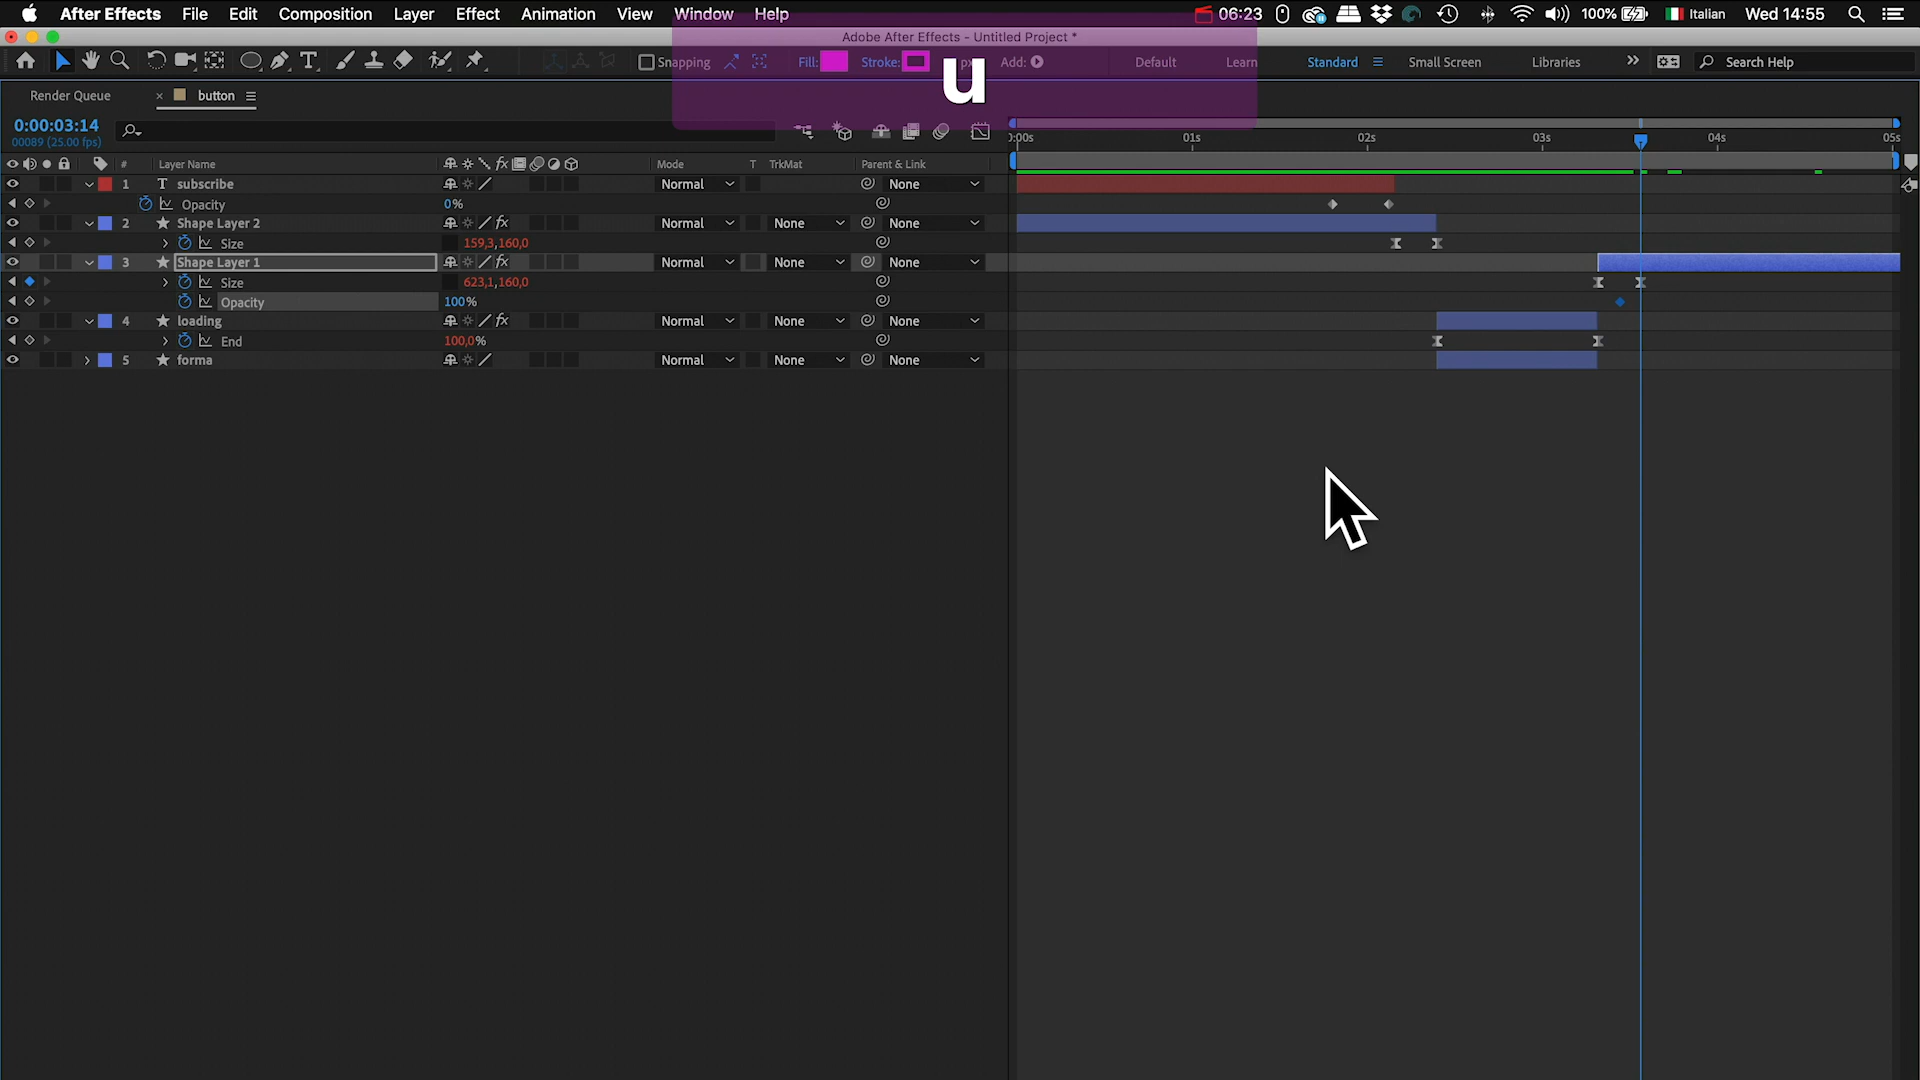 After Effects File Edit Composition Layer Effect Animation View Window Help 06:23 100% Italian Wed 14:55
Adobe After Effects - Untitled Project *
Snapping Fill: Stroke: px Add: Default Learn Standard Small Screen Libraries Search Help
u
Render Queue button
0:00:03:14
00089 (25.00 fps)
0:00s 01s 02s 03s 04s 05s
# Layer Name fx Mode T TrkMat Parent & Link
1 T subscribe Normal None
Opacity 0%
2 Shape Layer 2 fx Normal None None
Size 159,3,160,0
3 Shape Layer 1 fx Normal None None
Size 623,1,160,0
Opacity 100%
4 loading fx Normal None None
End 100,0%
5 forma Normal None None